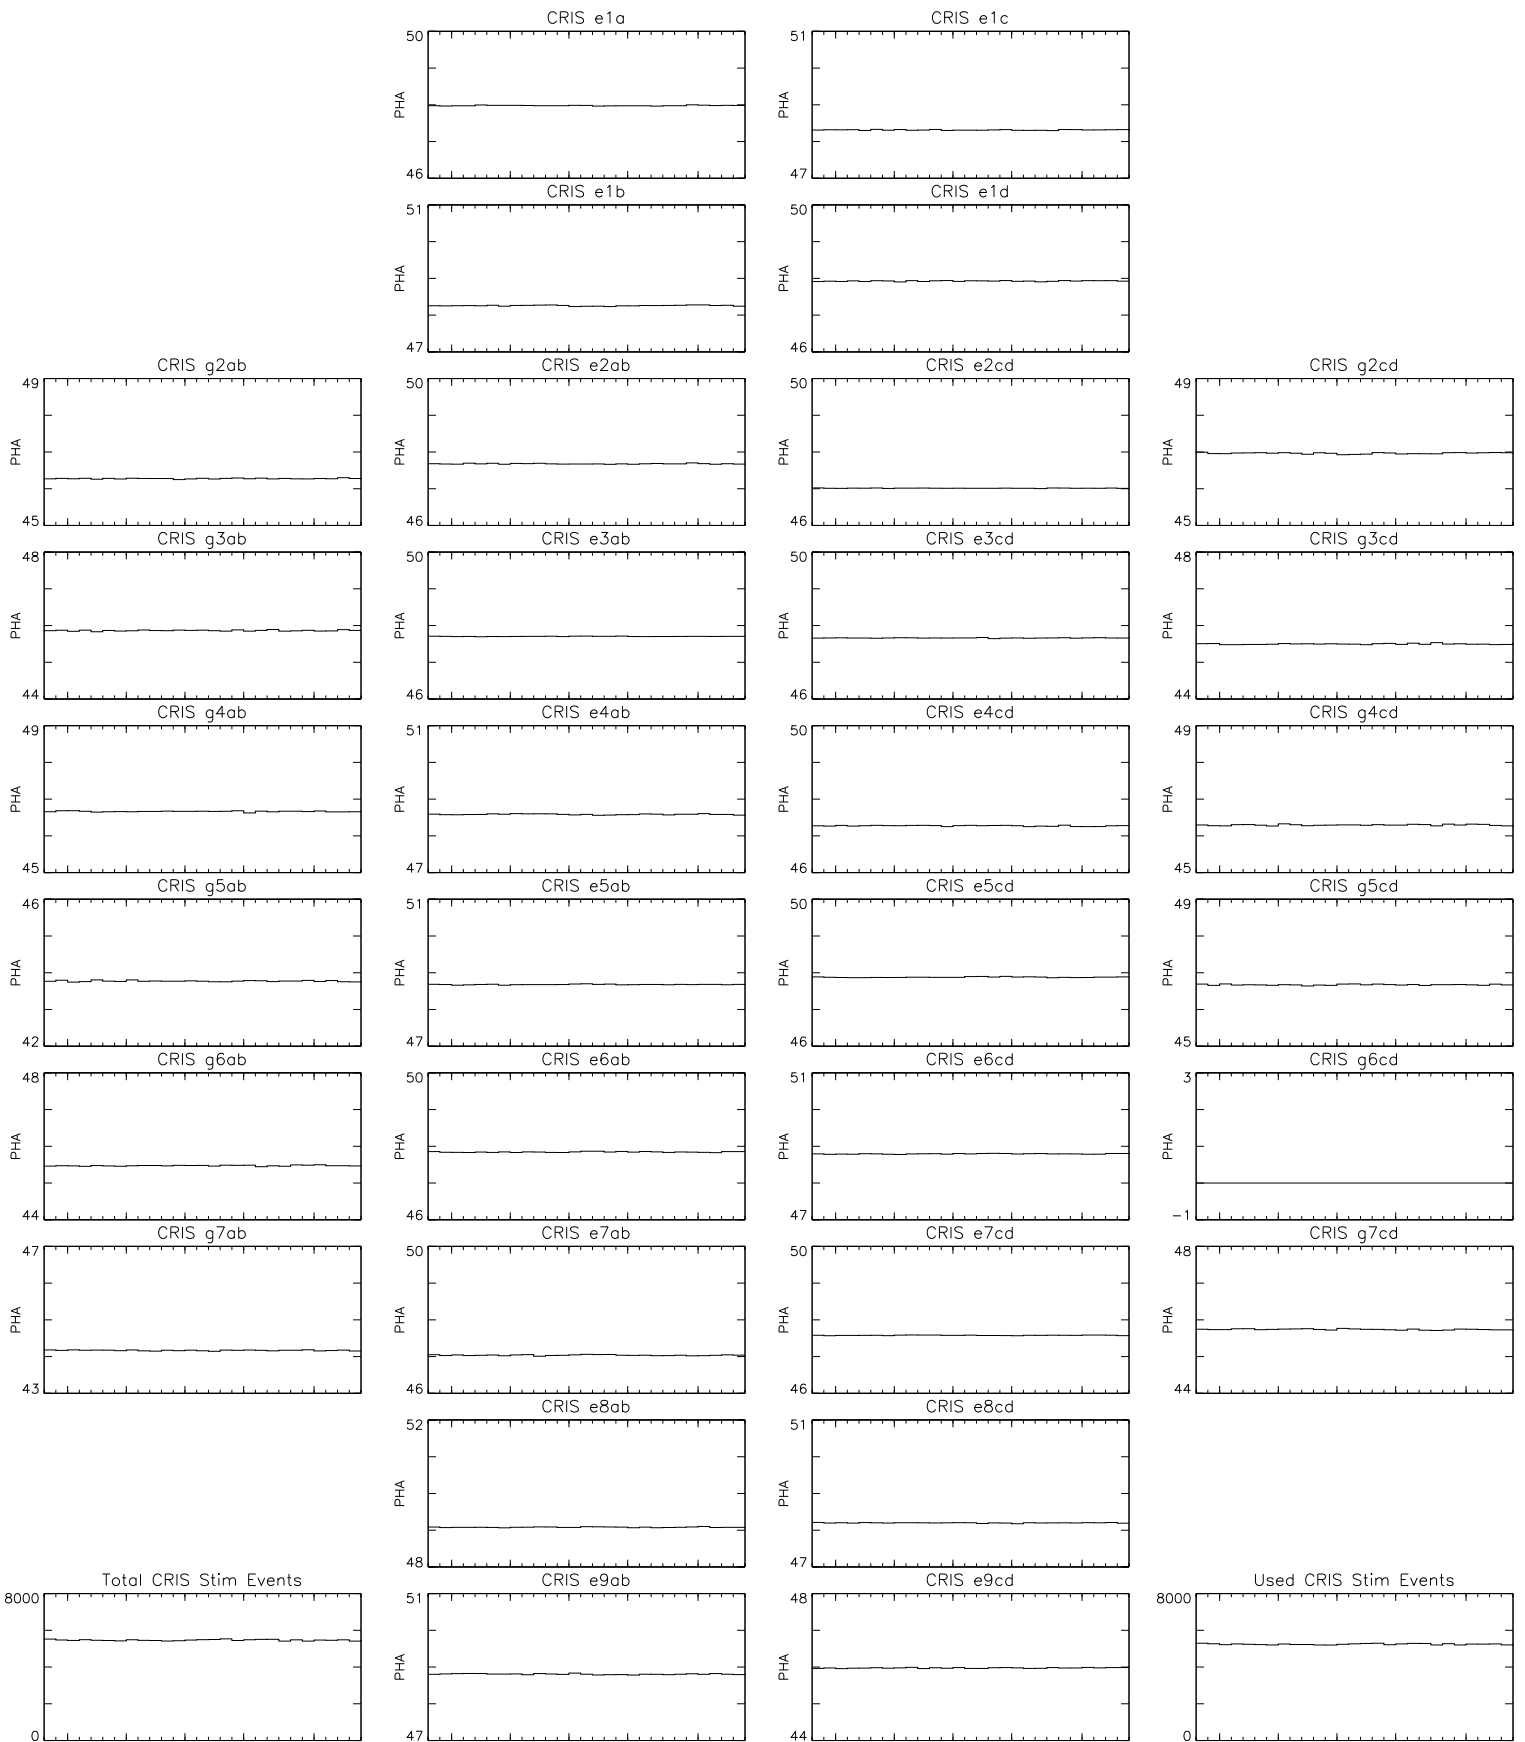 CRIS e1a
50
PHA
46
CRIS e1c
51
PHA
47
CRIS e1b
51
PHA
47
CRIS e1d
50
PHA
46
CRIS g2ab
49
PHA
45
CRIS e2ab
50
PHA
46
CRIS e2cd
50
PHA
46
CRIS g2cd
49
PHA
45
CRIS g3ab
48
PHA
44
CRIS e3ab
50
PHA
46
CRIS e3cd
50
PHA
46
CRIS g3cd
48
PHA
44
CRIS g4ab
49
PHA
45
CRIS e4ab
51
PHA
47
CRIS e4cd
50
PHA
46
CRIS g4cd
49
PHA
45
CRIS g5ab
46
PHA
42
CRIS e5ab
51
PHA
47
CRIS e5cd
50
PHA
46
CRIS g5cd
49
PHA
45
CRIS g6ab
48
PHA
44
CRIS e6ab
50
PHA
46
CRIS e6cd
51
PHA
47
CRIS g6cd
3
PHA
-1
CRIS g7ab
47
PHA
43
CRIS e7ab
50
PHA
46
CRIS e7cd
50
PHA
46
CRIS g7cd
48
PHA
44
CRIS e8ab
52
PHA
48
CRIS e8cd
51
PHA
47
Total CRIS Stim Events
8000
0
CRIS e9ab
51
PHA
47
CRIS e9cd
48
PHA
44
Used CRIS Stim Events
8000
0